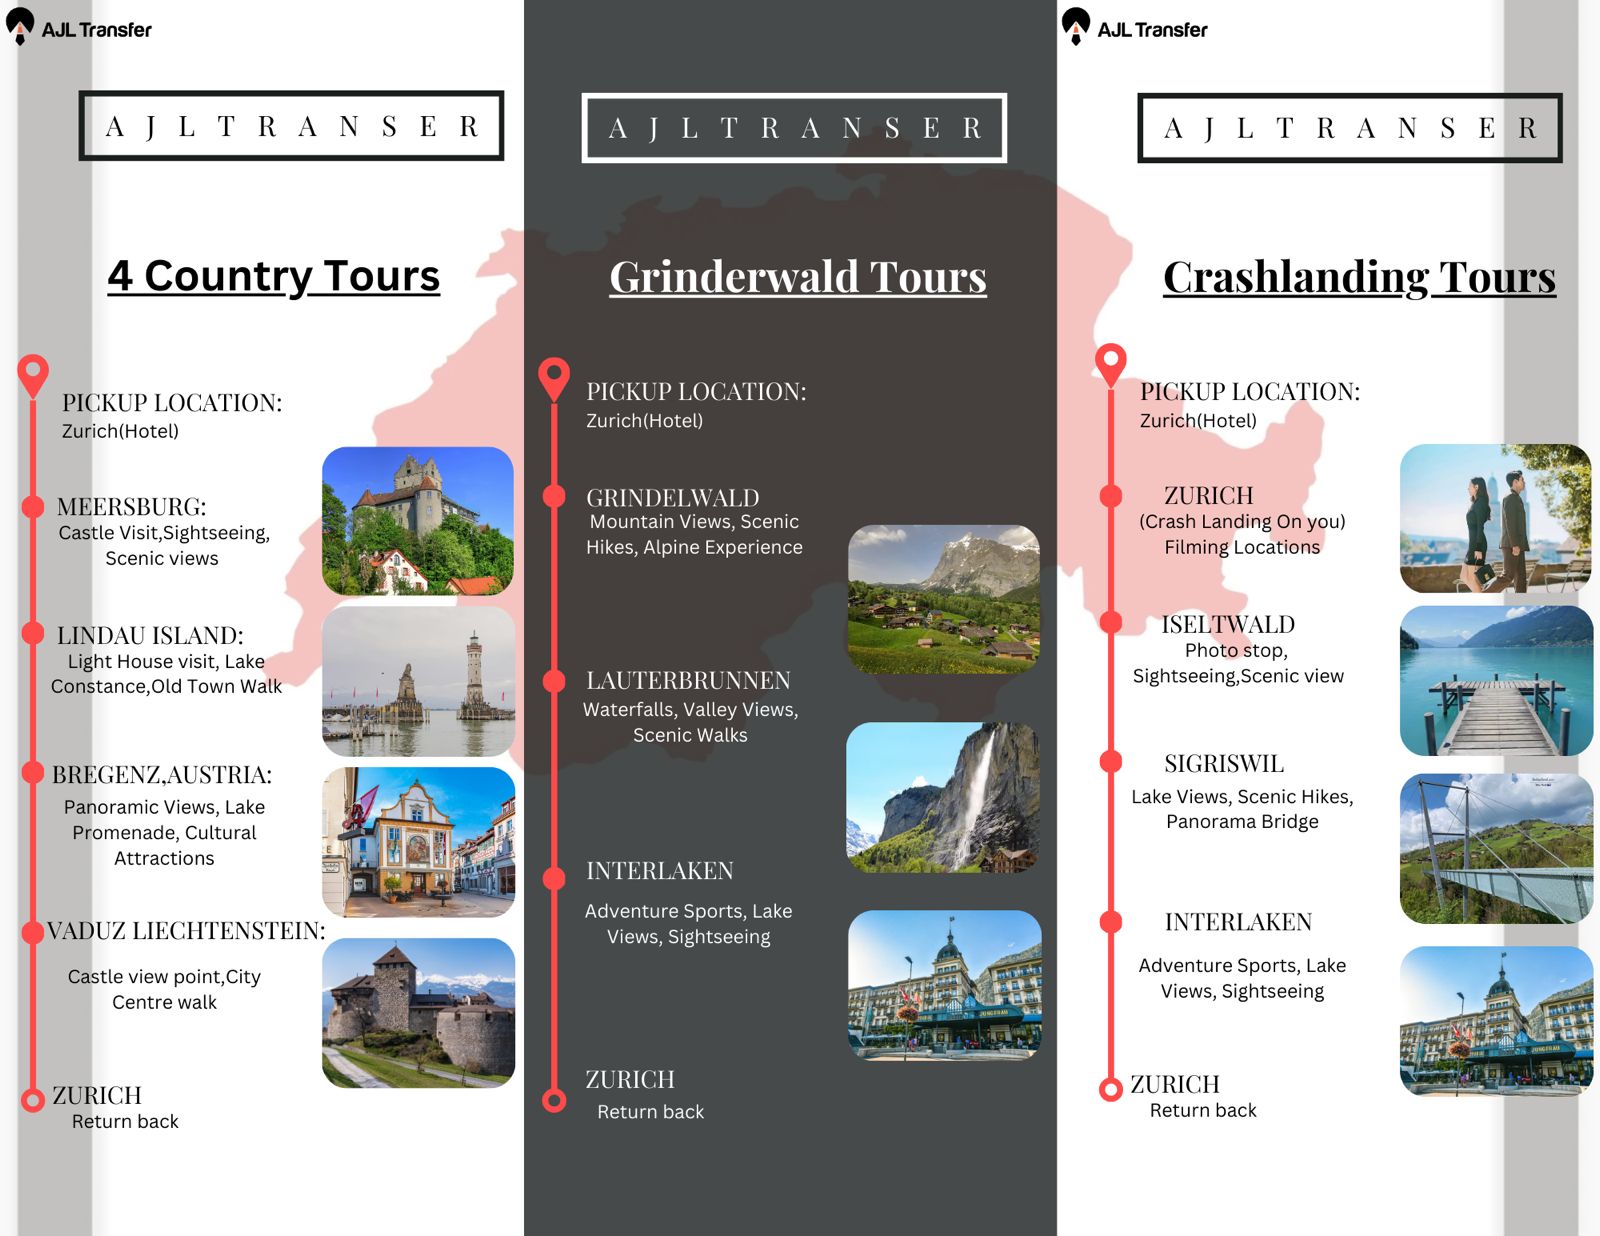 AJL Transfer
AJLTRANSER
4 Country Tours
PICKUP LOCATION:
Zurich(Hotel)
MEERSBURG:
Castle Visit,Sightseeing,
Scenic views
LINDAU ISLAND:
Light House visit, Lake
Constance,Old Town Walk
BREGENZ,AUSTRIA:
Panoramic Views, Lake
Promenade, Cultural
Attractions
VADUZ LIECHTENSTEIN:
Castle view point,City
Centre walk
ZURICH
Return back
AJLTRANSER
Grinderwald Tours
PICKUP LOCATION:
Zurich(Hotel)
GRINDELWALD
Mountain Views, Scenic
Hikes, Alpine Experience
LAUTERBRUNNEN
Waterfalls, Valley Views,
Scenic Walks
INTERLAKEN
Adventure Sports, Lake
Views, Sightseeing
JUNGFRAU
ZURICH
Return back
AJL Transfer
AJLTRANSER
Crashlanding Tours
PICKUP LOCATION:
Zurich(Hotel)
ZURICH
(Crash Landing On you)
Filming Locations
ISELTWALD
Photo stop,
Sightseeing,Scenic view
SIGRISWIL
Lake Views, Scenic Hikes,
Panorama Bridge
INTERLAKEN
Adventure Sports, Lake
Views, Sightseeing
JUNGFRAU
ZURICH
Return back